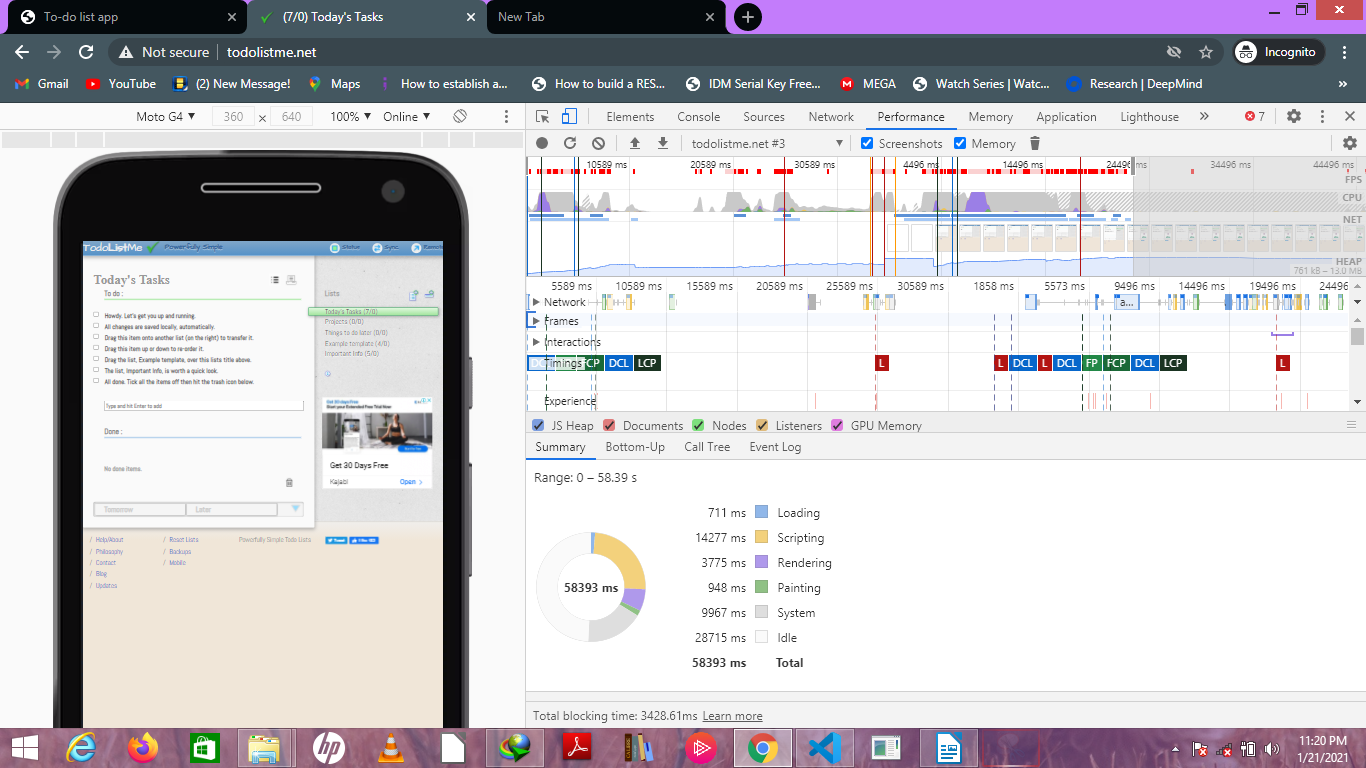 To-do list app
(7/0) Today's Tasks
New Tab
Not secure
todolistme.net
Incognito
Gmail
YouTube
(2) New Message!
Maps
How to establish a...
How to build a RES...
IDM Serial Key Free...
MEGA
Watch Series | Watc...
Research | DeepMind
»
Moto G4 ▼
360 × 640
100% ▼
Online ▼
Elements
Console
Sources
Network
Performance
Memory
Application
Lighthouse
»
7
todolistme.net #3
Screenshots
Memory
10589 ms
20589 ms
30589 ms
4496 ms
14496 ms
24496 ms
34496 ms
44496 ms
FPS
CPU
NET
HEAP
761 kB – 13.0 MB
5589 ms
10589 ms
15589 ms
20589 ms
25589 ms
30589 ms
1858 ms
5573 ms
9496 ms
14496 ms
19496 ms
24496
Network
a...
Frames
Interactions
Timings
CP
DCL
LCP
L
L
DCL
L
DCL
FP
FCP
DCL
LCP
L
Experience
JS Heap
Documents
Nodes
Listeners
GPU Memory
Summary
Bottom-Up
Call Tree
Event Log
Range: 0 – 58.39 s
58393 ms
711 ms Loading
14277 ms Scripting
3775 ms Rendering
948 ms Painting
9967 ms System
28715 ms Idle
58393 ms Total
Total blocking time: 3428.61ms Learn more
TodoListMe
Powerfully Simple
Status
Sync
Remote
Today's Tasks
To do :
Howdy. Let's get you up and running.
All changes are saved locally, automatically.
Drag this item onto another list (on the right) to transfer it.
Drag this item up or down to re-order it.
Drag the list, Example template, over this lists title above.
The list, Important Info, is worth a quick look.
All done. Tick all the items off then hit the trash icon below.
Type and hit Enter to add
Done :
No done items.
Tomorrow
Later
Lists
Today's Tasks (7/0)
Projects (0/0)
Things to do later (0/0)
Example template (4/0)
Important Info (5/0)
Get 30 days Free
Start your Extended Free Trial Now
Get 30 Days Free
Kajabi
Open >
/ Help/About
/ Philosophy
/ Contact
/ Blog
/ Updates
/ Reset Lists
/ Backups
/ Mobile
Powerfully Simple Todo Lists
Tweet
hp
11:20 PM
1/21/2021